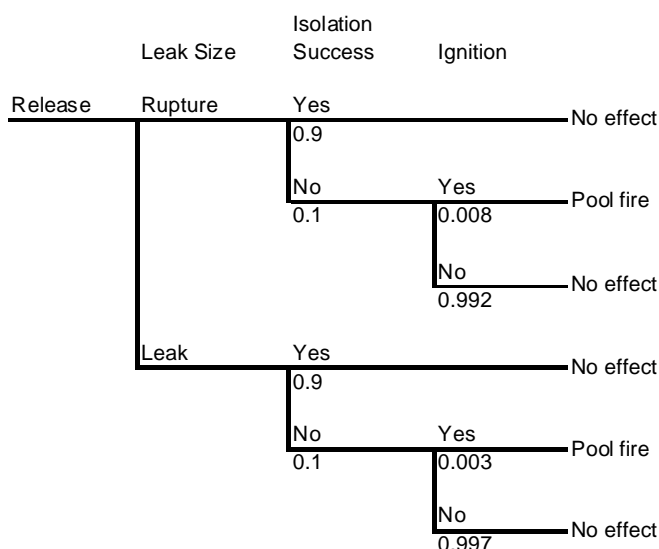 Isolation
Leak Size Success Ignition
Release Rupture Yes No effect
0.9
No Yes Pool fire
0.1 0.008
No No effect
0.992
Leak Yes No effect
0.9
No Yes Pool fire
0.1 0.003
No No effect
0.997